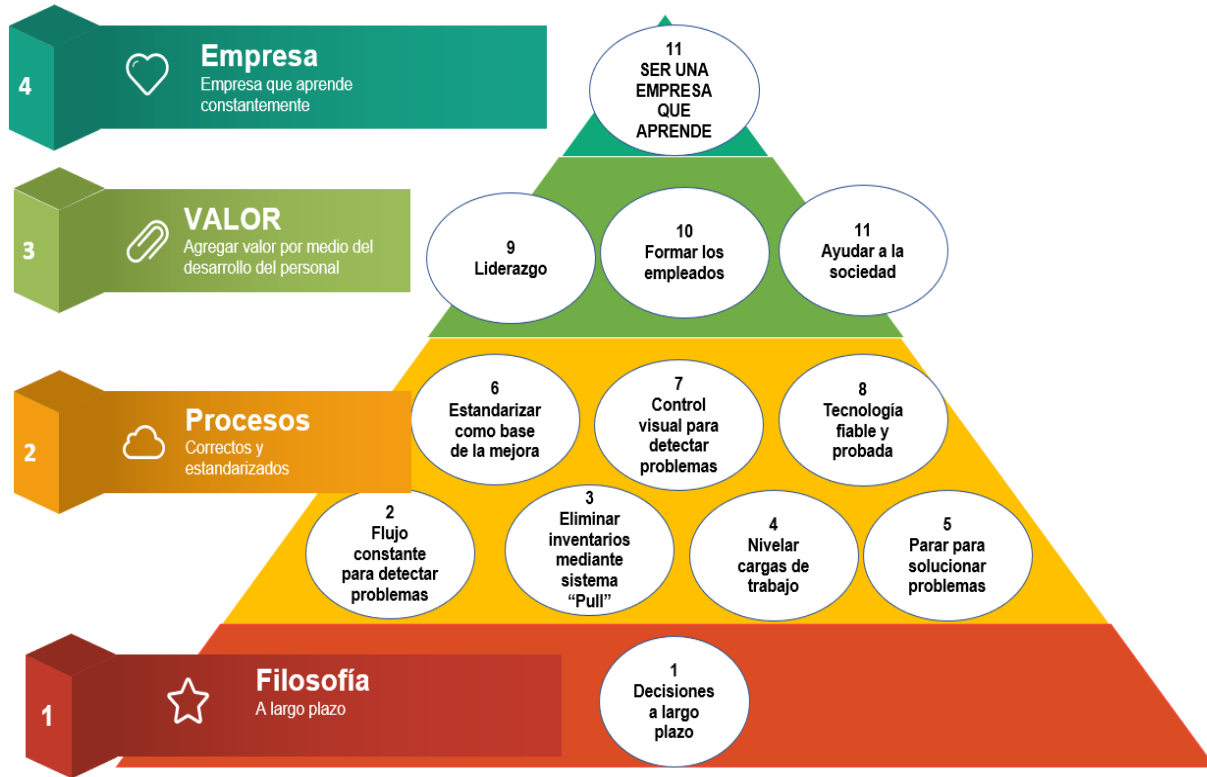 4
Empresa
Empresa que aprende
constantemente
11
SER UNA
EMPRESA
QUE
APRENDE
3
VALOR
Agregar valor por medio del
desarrollo del personal
9
Liderazgo
10
Formar los
empleados
11
Ayudar a la
sociedad
2
Procesos
Correctos y
estandarizados
6
Estandarizar
como base
de la mejora
7
Control
visual para
detectar
problemas
8
Tecnología
fiable y
probada
2
Flujo
constante
para detectar
problemas
3
Eliminar
inventarios
mediante
sistema
“Pull”
4
Nivelar
cargas de
trabajo
5
Parar para
solucionar
problemas
1
Filosofía
A largo plazo
1
Decisiones
a largo
plazo